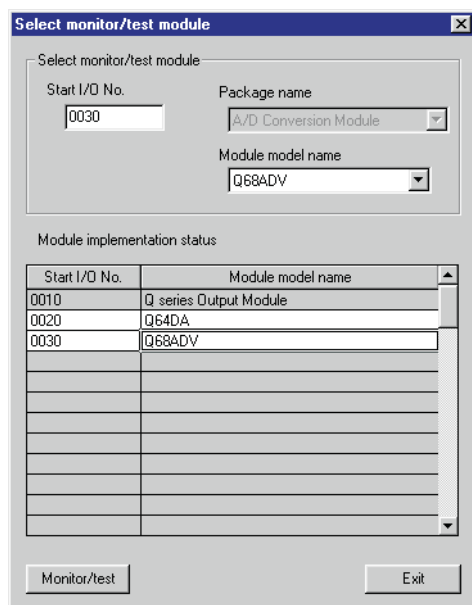 Select monitor/test module
Select monitor/test module
Start I/O No.
0030
Package name
A/D Conversion Module
Module model name
Q68ADV
Module implementation status
Start I/O No. Module model name
0010 Q series Output Module
0020 Q64DA
0030 Q68ADV
Monitor/test Exit